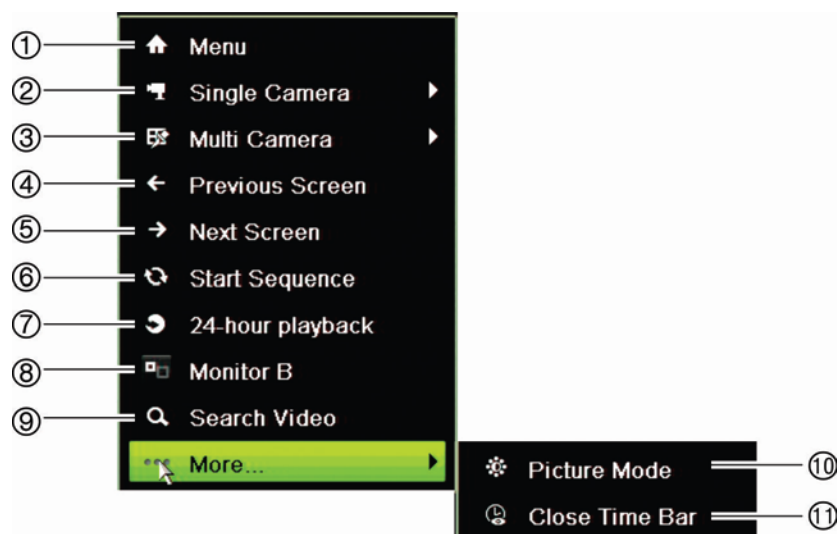 ① Menu
② Single Camera
③ Multi Camera
④ Previous Screen
⑤ Next Screen
⑥ Start Sequence
⑦ 24-hour playback
⑧ Monitor B
⑨ Search Video
More...
Picture Mode ⑩
Close Time Bar ⑪